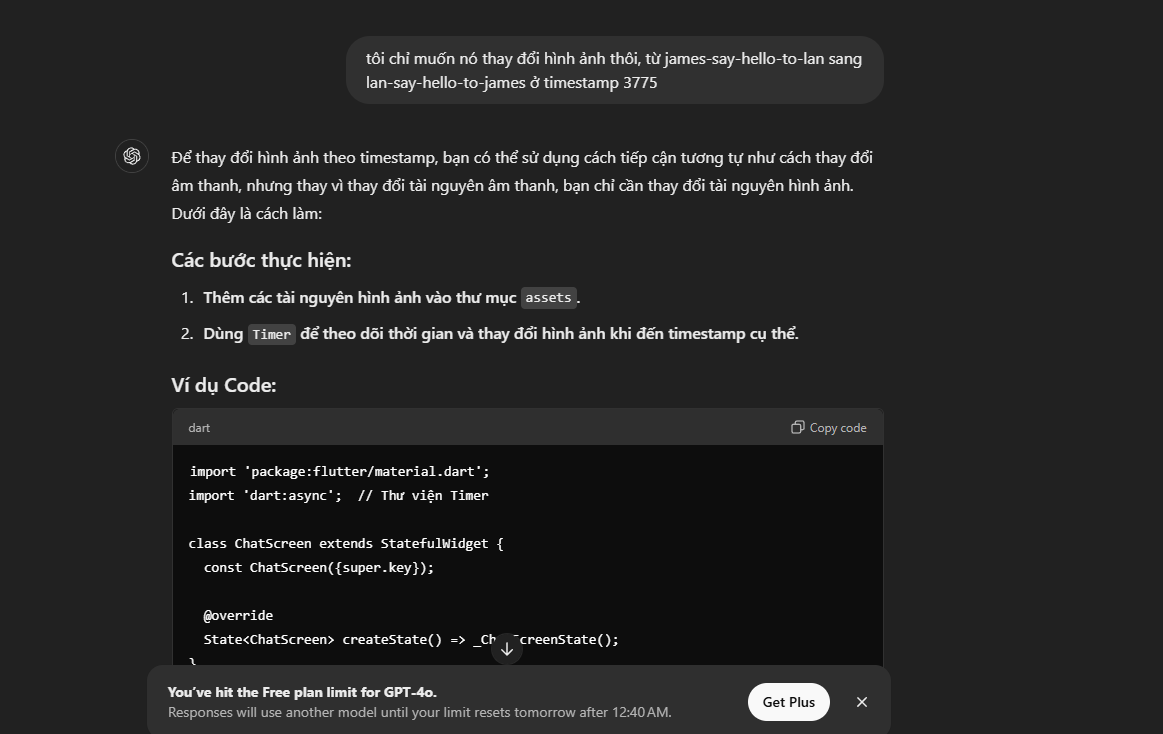 tôi chỉ muốn nó thay đổi hình ảnh thôi, từ james-say-hello-to-lan sang
lan-say-hello-to-james ở timestamp 3775
Để thay đổi hình ảnh theo timestamp, bạn có thể sử dụng cách tiếp cận tương tự như cách thay đổi
âm thanh, nhưng thay vì thay đổi tài nguyên âm thanh, bạn chỉ cần thay đổi tài nguyên hình ảnh.
Dưới đây là cách làm:
Các bước thực hiện:
1. Thêm các tài nguyên hình ảnh vào thư mục assets.
2. Dùng Timer để theo dõi thời gian và thay đổi hình ảnh khi đến timestamp cụ thể.
Ví dụ Code:
dart
Copy code
import 'package:flutter/material.dart';
import 'dart:async';  // Thư viện Timer
class ChatScreen extends StatefulWidget {
const ChatScreen({super.key});
@override
State<ChatScreen> createState() => _ChatScreenState();
}
You've hit the Free plan limit for GPT-4o.
Responses will use another model until your limit resets tomorrow after 12:40 AM.
Get Plus